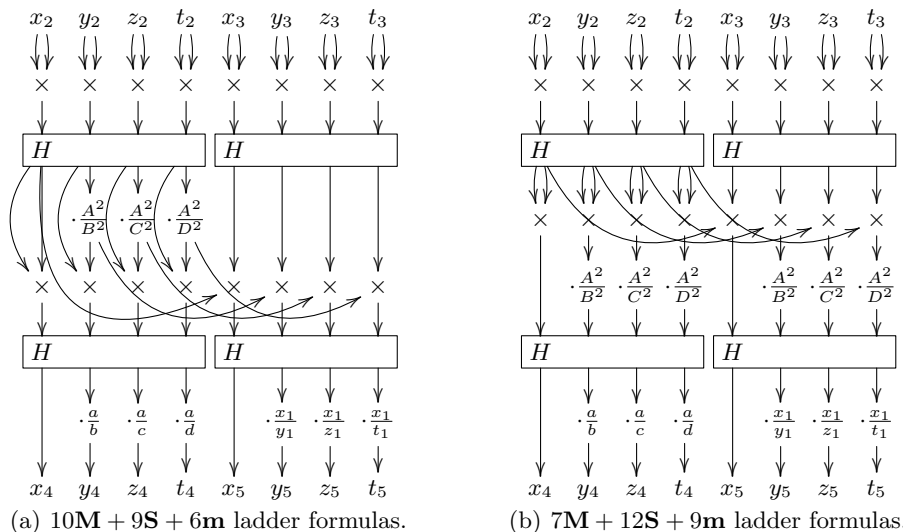 x₂ y₂ z₂ t₂ x₃ y₃ z₃ t₃ x₂ y₂ z₂ t₂ x₃ y₃ z₃ t₃
× × × × × × × × × × × × × × × ×
H H H H
· A²/B² · A²/C² · A²/D² × × × × × × × ×
× × × × × × × × · A²/B² · A²/C² · A²/D² · A²/B² · A²/C² · A²/D²
H H H H
· a/b · a/c · a/d · x₁/y₁ · x₁/z₁ · x₁/t₁ · a/b · a/c · a/d · x₁/y₁ · x₁/z₁ · x₁/t₁
x₄ y₄ z₄ t₄ x₅ y₅ z₅ t₅ x₄ y₄ z₄ t₄ x₅ y₅ z₅ t₅
(a) 10M + 9S + 6m ladder formulas. (b) 7M + 12S + 9m ladder formulas